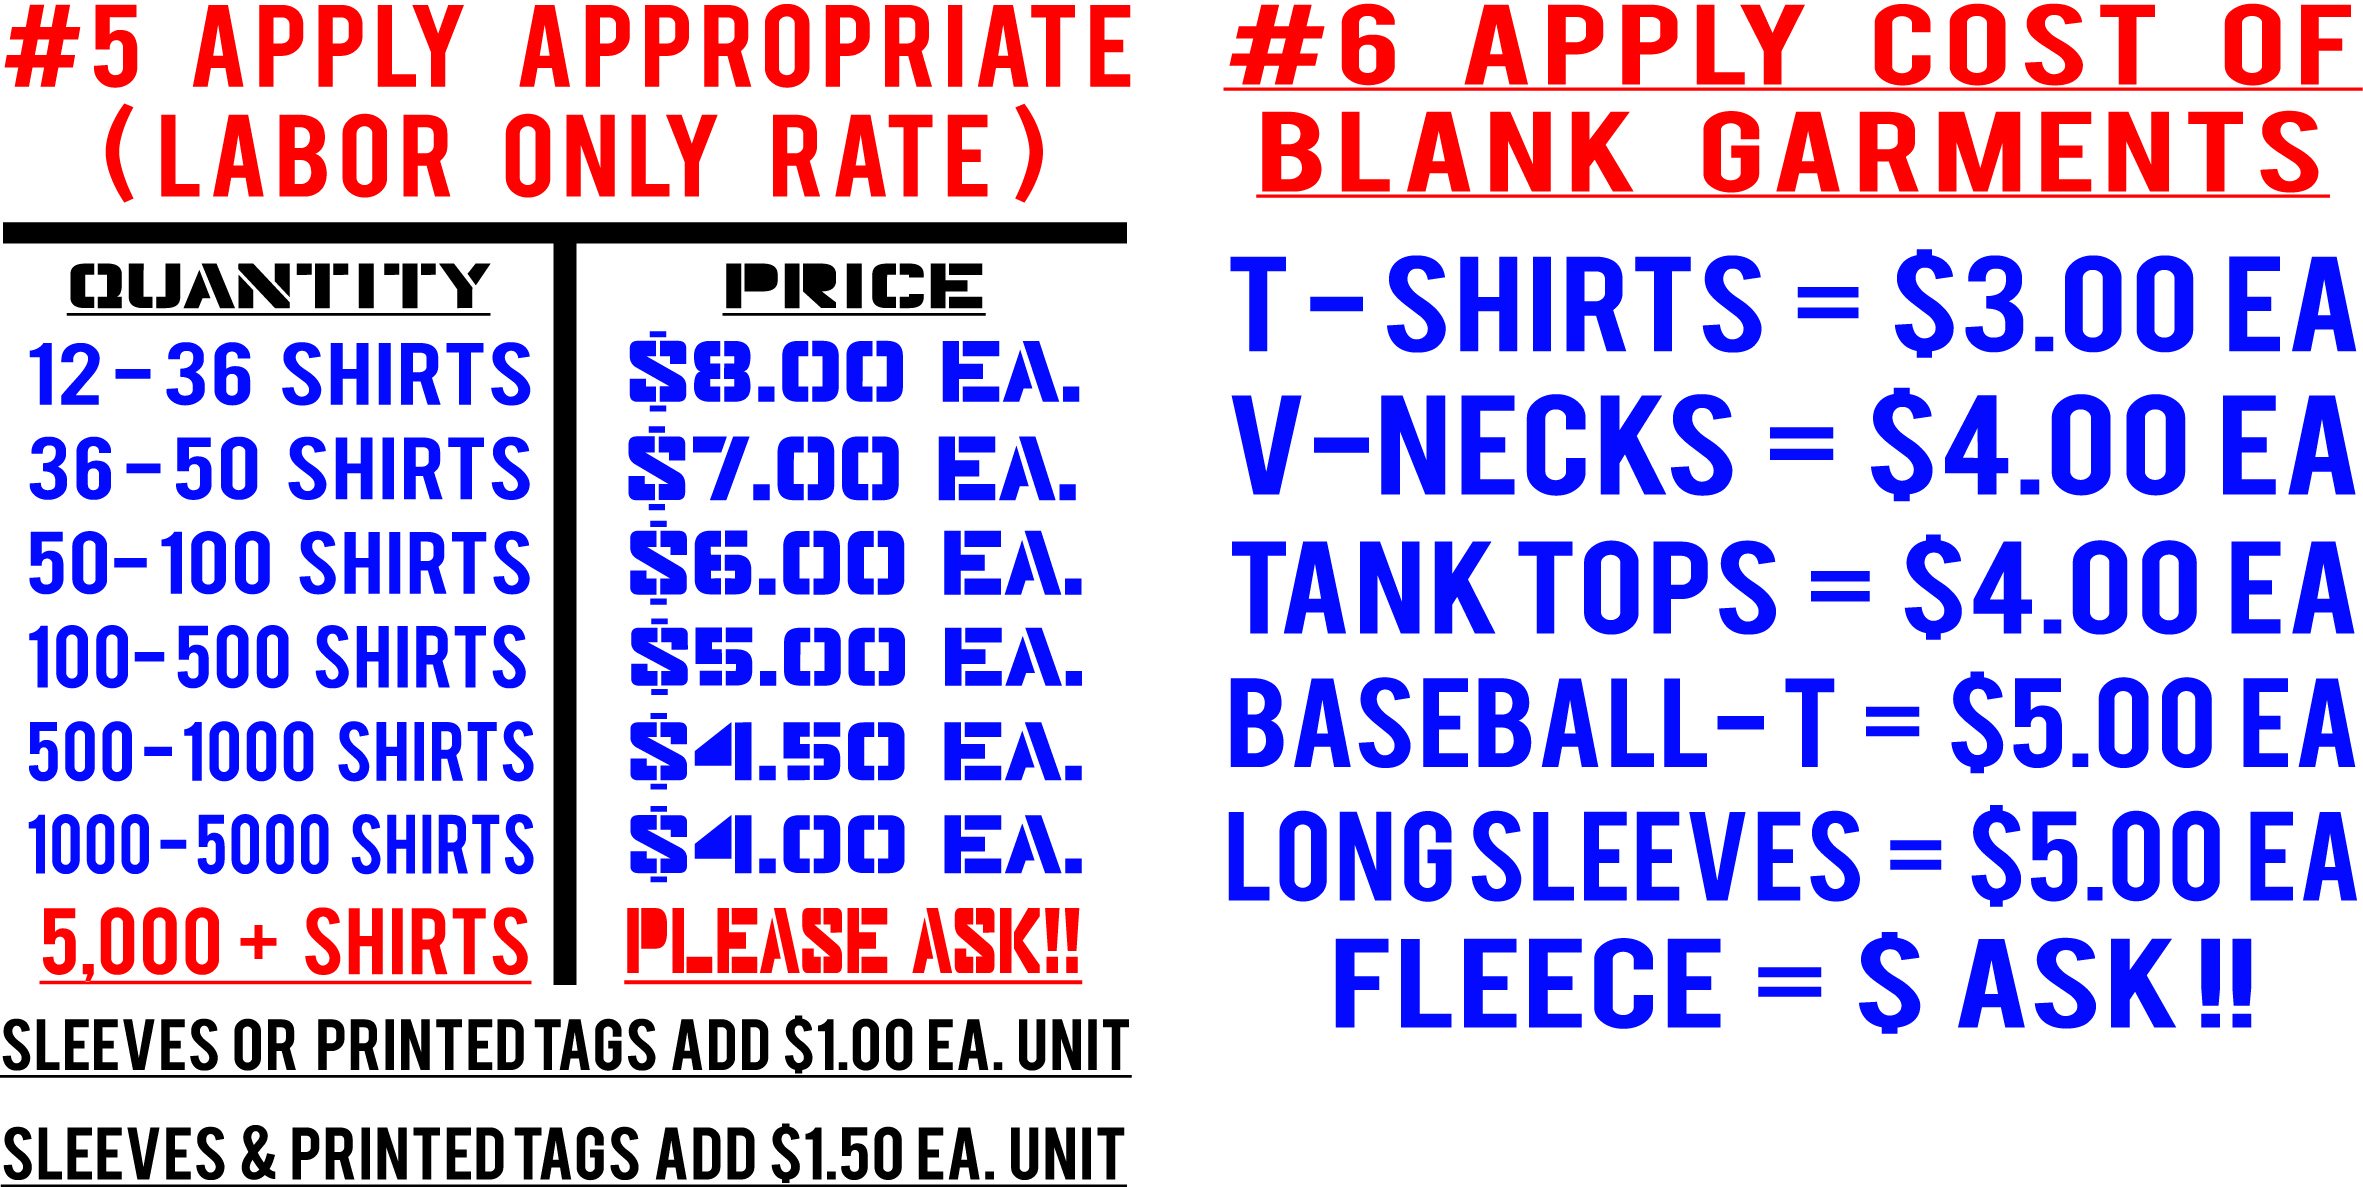 #5 APPLY APPROPRIATE
(LABOR ONLY RATE)
QUANTITY PRICE
12-36 SHIRTS $8.00 EA.
36-50 SHIRTS $7.00 EA.
50-100 SHIRTS $6.00 EA.
100-500 SHIRTS $5.00 EA.
500-1000 SHIRTS $4.50 EA.
1000-5000 SHIRTS $4.00 EA.
5,000 + SHIRTS PLEASE ASK!!
SLEEVES OR PRINTED TAGS ADD $1.00 EA. UNIT
SLEEVES & PRINTED TAGS ADD $1.50 EA. UNIT
#6 APPLY COST OF
BLANK GARMENTS
T-SHIRTS = $3.00 EA
V-NECKS = $4.00 EA
TANK TOPS = $4.00 EA
BASEBALL-T = $5.00 EA
LONG SLEEVES = $5.00 EA
FLEECE = $ ASK!!